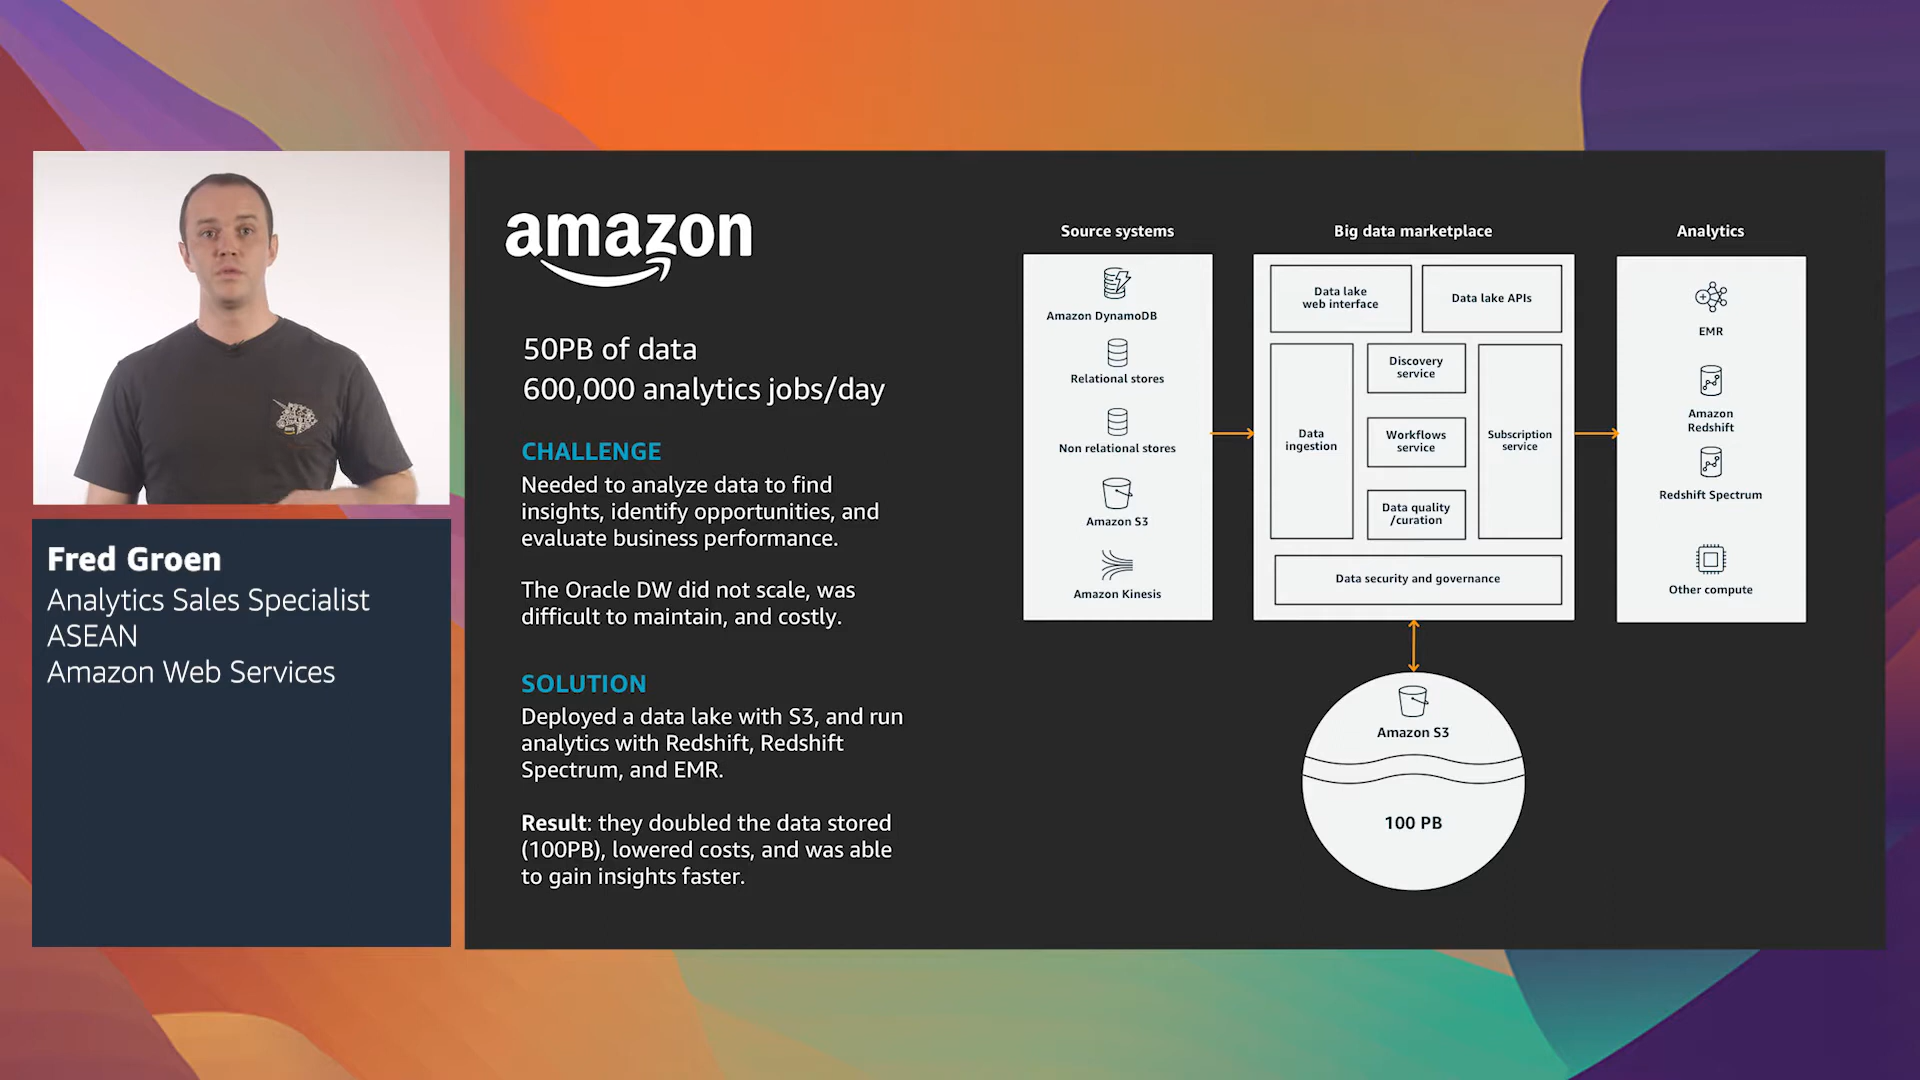 Fred Groen
Analytics Sales Specialist
ASEAN
Amazon Web Services
amazon
50PB of data
600,000 analytics jobs/day
CHALLENGE
Needed to analyze data to find
insights, identify opportunities, and
evaluate business performance.
The Oracle DW did not scale, was
difficult to maintain, and costly.
SOLUTION
Deployed a data lake with S3, and run
analytics with Redshift, Redshift
Spectrum, and EMR.
Result: they doubled the data stored
(100PB), lowered costs, and was able
to gain insights faster.
Source systems
Amazon DynamoDB
Relational stores
Non relational stores
Amazon S3
Amazon Kinesis
Big data marketplace
Data lake
web interface
Data lake APIs
Data
ingestion
Discovery
service
Workflows
service
Data quality
/curation
Subscription
service
Data security and governance
Amazon S3
100 PB
Analytics
EMR
Amazon
Redshift
Redshift Spectrum
Other compute